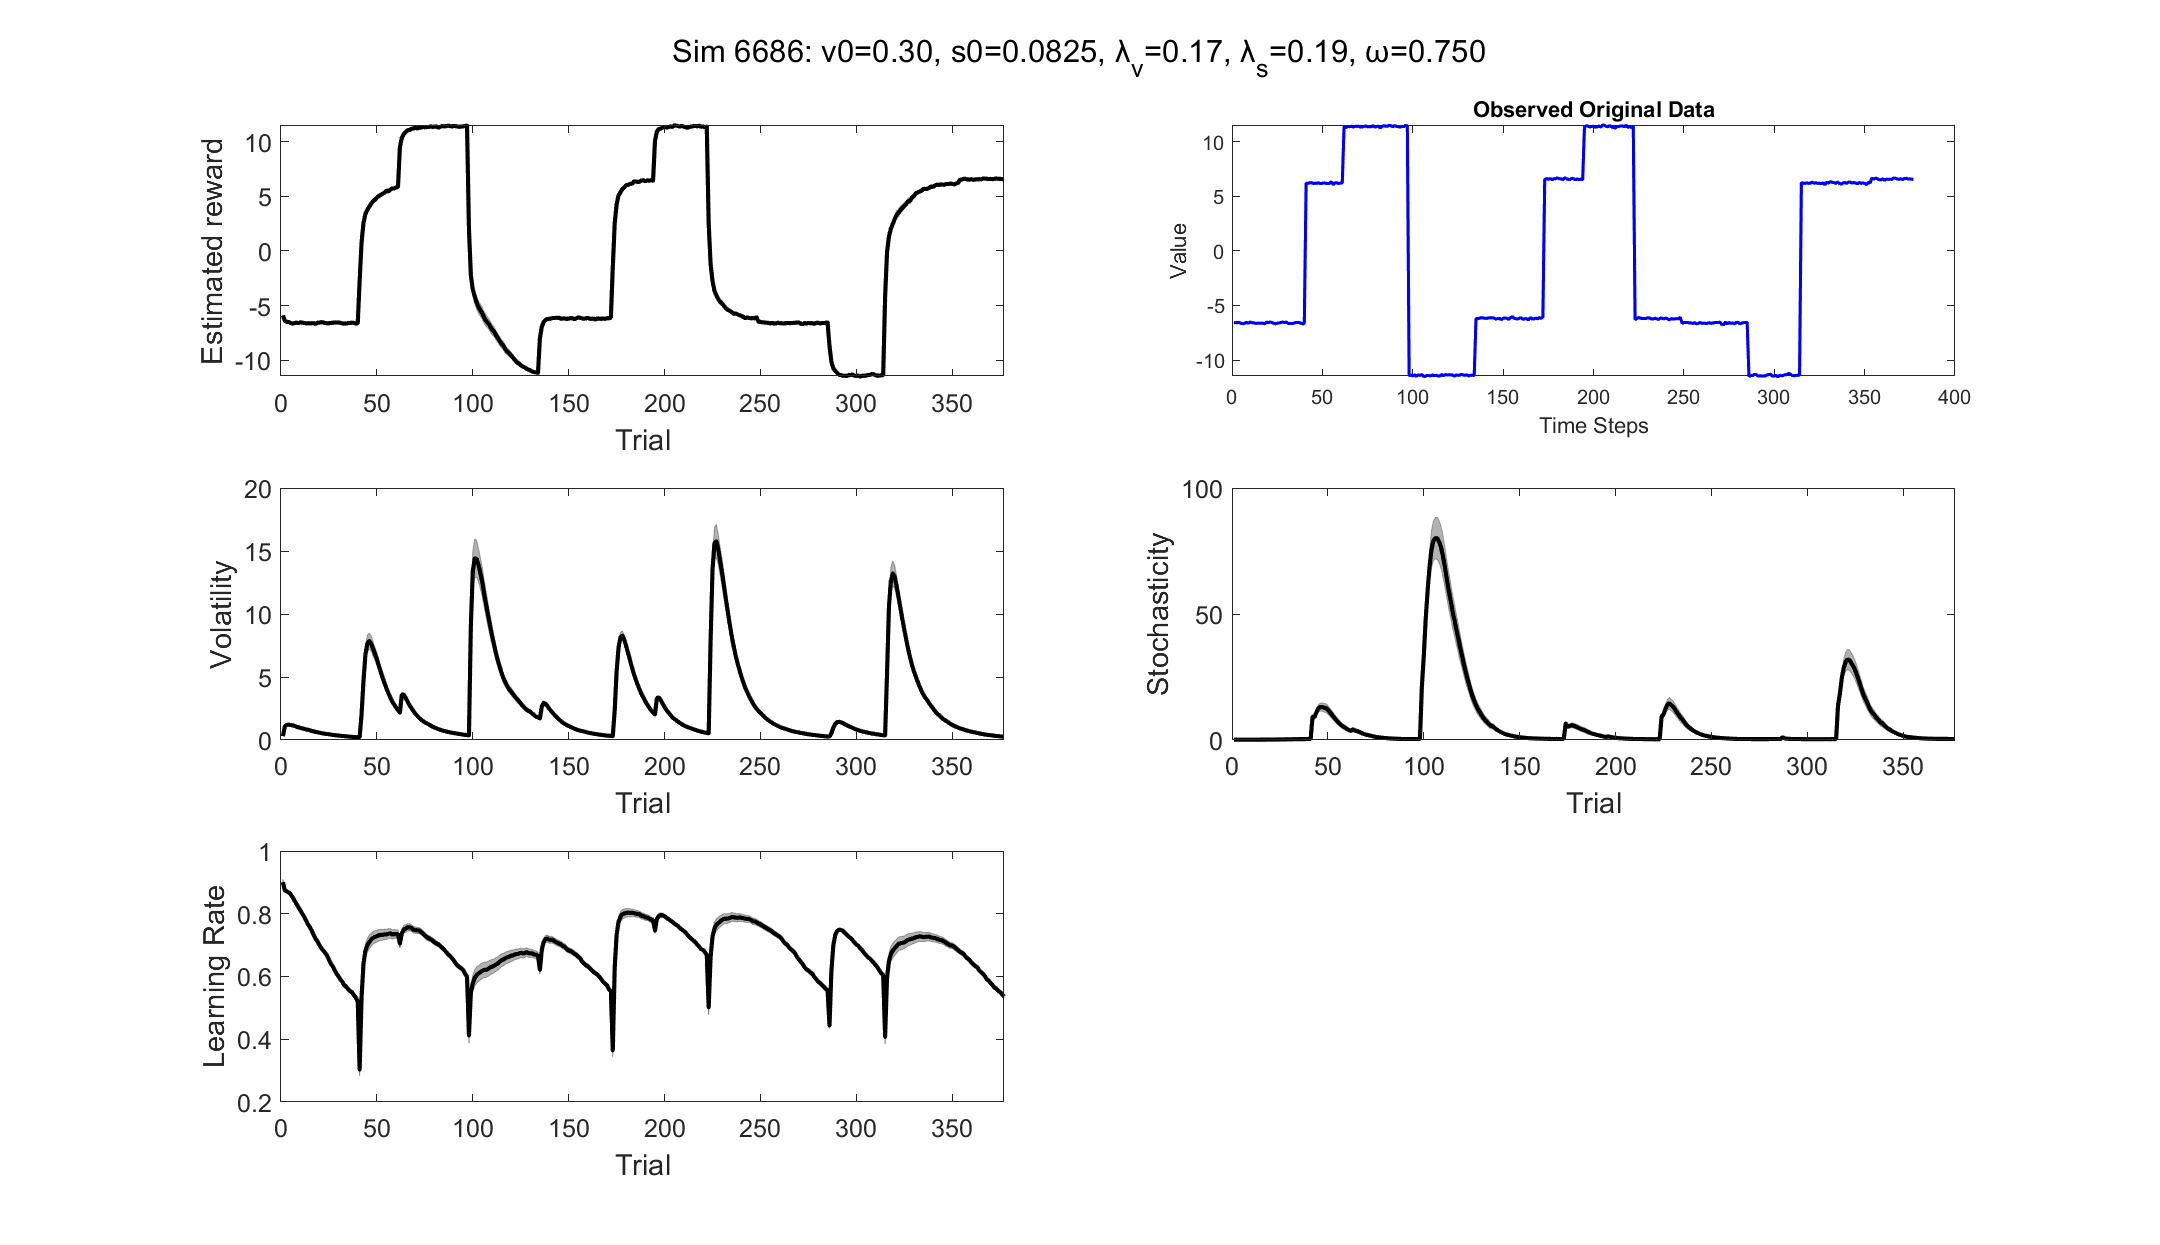 Sim 6686: v0=0.30, s0=0.0825, λ_v=0.17, λ_s=0.19, ω=0.750
Estimated reward
10
5
0
-5
-10
0 50 100 150 200 250 300 350
Trial
Observed Original Data
Value
10
5
0
-5
-10
0 50 100 150 200 250 300 350 400
Time Steps
Volatility
20
15
10
5
0
0 50 100 150 200 250 300 350
Trial
Stochasticity
100
50
0
0 50 100 150 200 250 300 350
Trial
Learning Rate
1
0.8
0.6
0.4
0.2
0 50 100 150 200 250 300 350
Trial